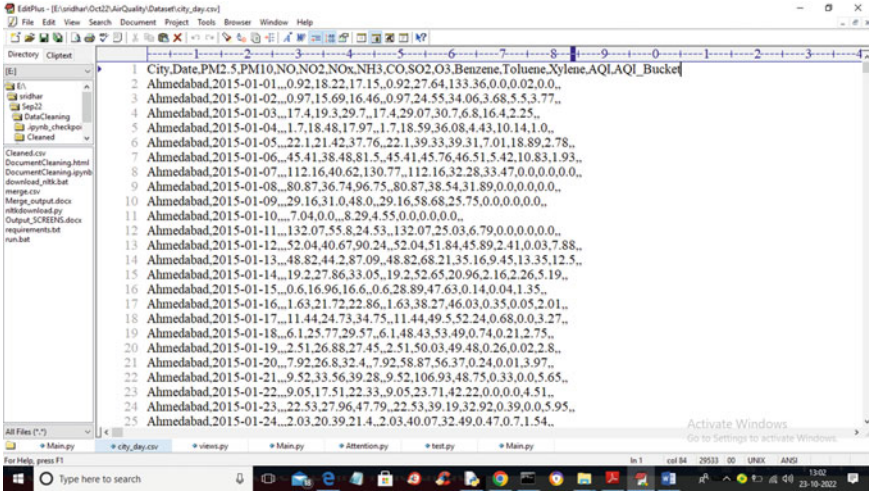 EditPlus - [E:\sridhar\Oct22\AirQuality\Dataset\city_day.csv]
File Edit View Search Document Project Tools Browser Window Help
Directory Cliptext
[E:]
E:\
sridhar
Sep22
DataCleaning
.ipynb_checkpoi
Cleaned
Cleaned.csv
DocumentCleaning.html
DocumentCleaning.ipynb
download_nltk.bat
merge.csv
Merge_output.docx
nltkdownload.py
Output_SCREENS.docx
requirements.txt
run.bat
All Files (*.*)
----+----1----+----2----+----3----+----4----+----5----+----6----+----7----+----8----+----9----+----0----+----1----+----2----+----3----+----4
1 City,Date,PM2.5,PM10,NO,NO2,NOx,NH3,CO,SO2,O3,Benzene,Toluene,Xylene,AQI,AQI_Bucket
2 Ahmedabad,2015-01-01,,,0.92,18.22,17.15,,0.92,27.64,133.36,0.0,0.02,0.0,,
3 Ahmedabad,2015-01-02,,,0.97,15.69,16.46,,0.97,24.55,34.06,3.68,5.5,3.77,,
4 Ahmedabad,2015-01-03,,,17.4,19.3,29.7,,17.4,29.07,30.7,6.8,16.4,2.25,,
5 Ahmedabad,2015-01-04,,,1.7,18.48,17.97,,1.7,18.59,36.08,4.43,10.14,1.0,,
6 Ahmedabad,2015-01-05,,,22.1,21.42,37.76,,22.1,39.33,39.31,7.01,18.89,2.78,,
7 Ahmedabad,2015-01-06,,,45.41,38.48,81.5,,45.41,45.76,46.51,5.42,10.83,1.93,,
8 Ahmedabad,2015-01-07,,,112.16,40.62,130.77,,112.16,32.28,33.47,0.0,0.0,0.0,,
9 Ahmedabad,2015-01-08,,,80.87,36.74,96.75,,80.87,38.54,31.89,0.0,0.0,0.0,,
10 Ahmedabad,2015-01-09,,,29.16,31.0,48.0,,29.16,58.68,25.75,0.0,0.0,0.0,,
11 Ahmedabad,2015-01-10,,,,7.04,0.0,,,8.29,4.55,0.0,0.0,0.0,,
12 Ahmedabad,2015-01-11,,,132.07,55.8,24.53,,132.07,25.03,6.79,0.0,0.0,0.0,,
13 Ahmedabad,2015-01-12,,,52.04,40.67,90.24,,52.04,51.84,45.89,2.41,0.03,7.88,,
14 Ahmedabad,2015-01-13,,,48.82,44.2,87.09,,48.82,68.21,35.16,9.45,13.35,12.5,,
15 Ahmedabad,2015-01-14,,,19.2,27.86,33.05,,19.2,52.65,20.96,2.16,2.26,5.19,,
16 Ahmedabad,2015-01-15,,,0.6,16.96,16.6,,0.6,28.89,47.63,0.14,0.04,1.35,,
17 Ahmedabad,2015-01-16,,,1.63,21.72,22.86,,1.63,38.27,46.03,0.35,0.05,2.01,,
18 Ahmedabad,2015-01-17,,,11.44,24.73,34.75,,11.44,49.5,52.24,0.68,0.0,3.27,,
19 Ahmedabad,2015-01-18,,,6.1,25.77,29.57,,6.1,48.43,53.49,0.74,0.21,2.75,,
20 Ahmedabad,2015-01-19,,,2.51,26.88,27.45,,2.51,50.03,49.48,0.26,0.02,2.8,,
21 Ahmedabad,2015-01-20,,,7.92,26.8,32.4,,7.92,58.87,56.37,0.24,0.01,3.97,,
22 Ahmedabad,2015-01-21,,,9.52,33.56,39.28,,9.52,106.93,48.75,0.33,0.0,5.65,,
23 Ahmedabad,2015-01-22,,,9.05,17.51,22.33,,9.05,23.71,42.22,0.0,0.0,4.51,,
24 Ahmedabad,2015-01-23,,,22.53,27.96,47.79,,22.53,39.19,32.92,0.39,0.0,5.95,,
25 Ahmedabad,2015-01-24,,,2.03,20.39,21.4,,2.03,40.07,32.49,0.47,0.7,1.54,,
Activate Windows
Go to Settings to activate Windows.
Main.py city_day.csv views.py Main.py Attention.py test.py Main.py
For Help, press F1 ln 1 col 84 29533 00 UNIX ANSI
Type here to search
13:02
23-10-2022